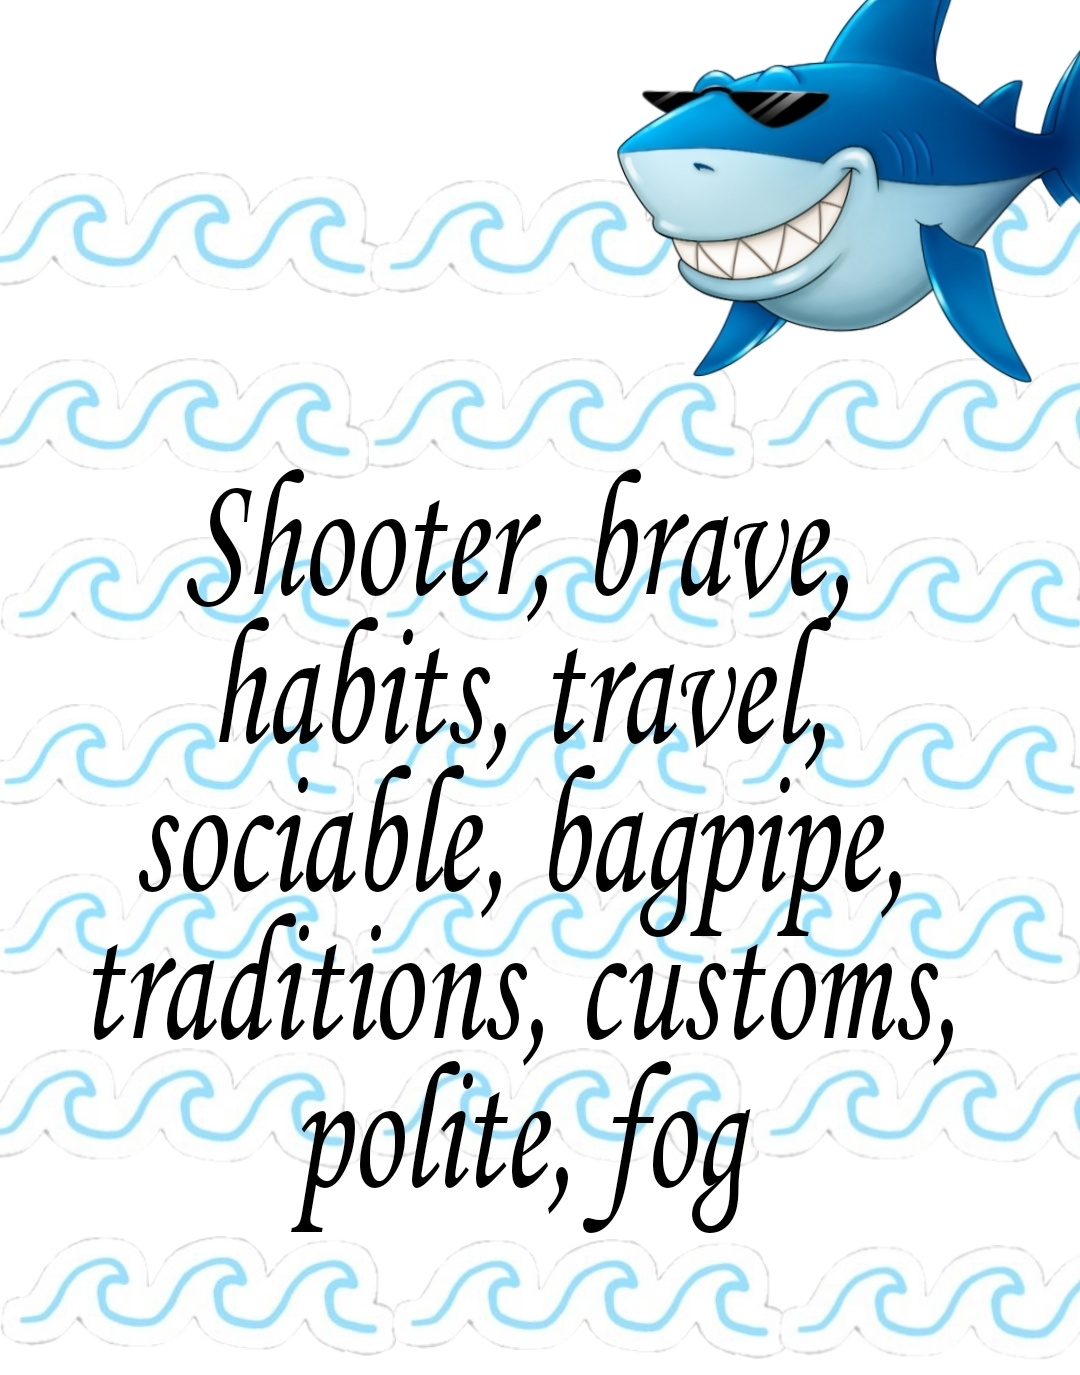 Shooter, brave,
habits, travel,
sociable, bagpipe,
traditions, customs,
polite, fog